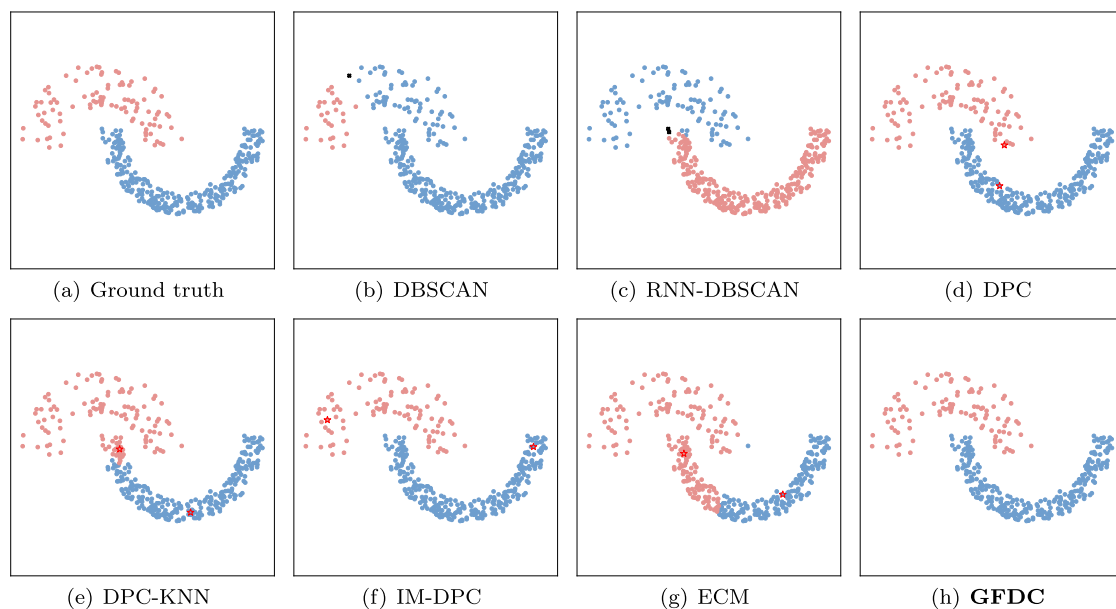 (a) Ground truth
(b) DBSCAN
(c) RNN-DBSCAN
(d) DPC
(e) DPC-KNN
(f) IM-DPC
(g) ECM
(h) GFDC